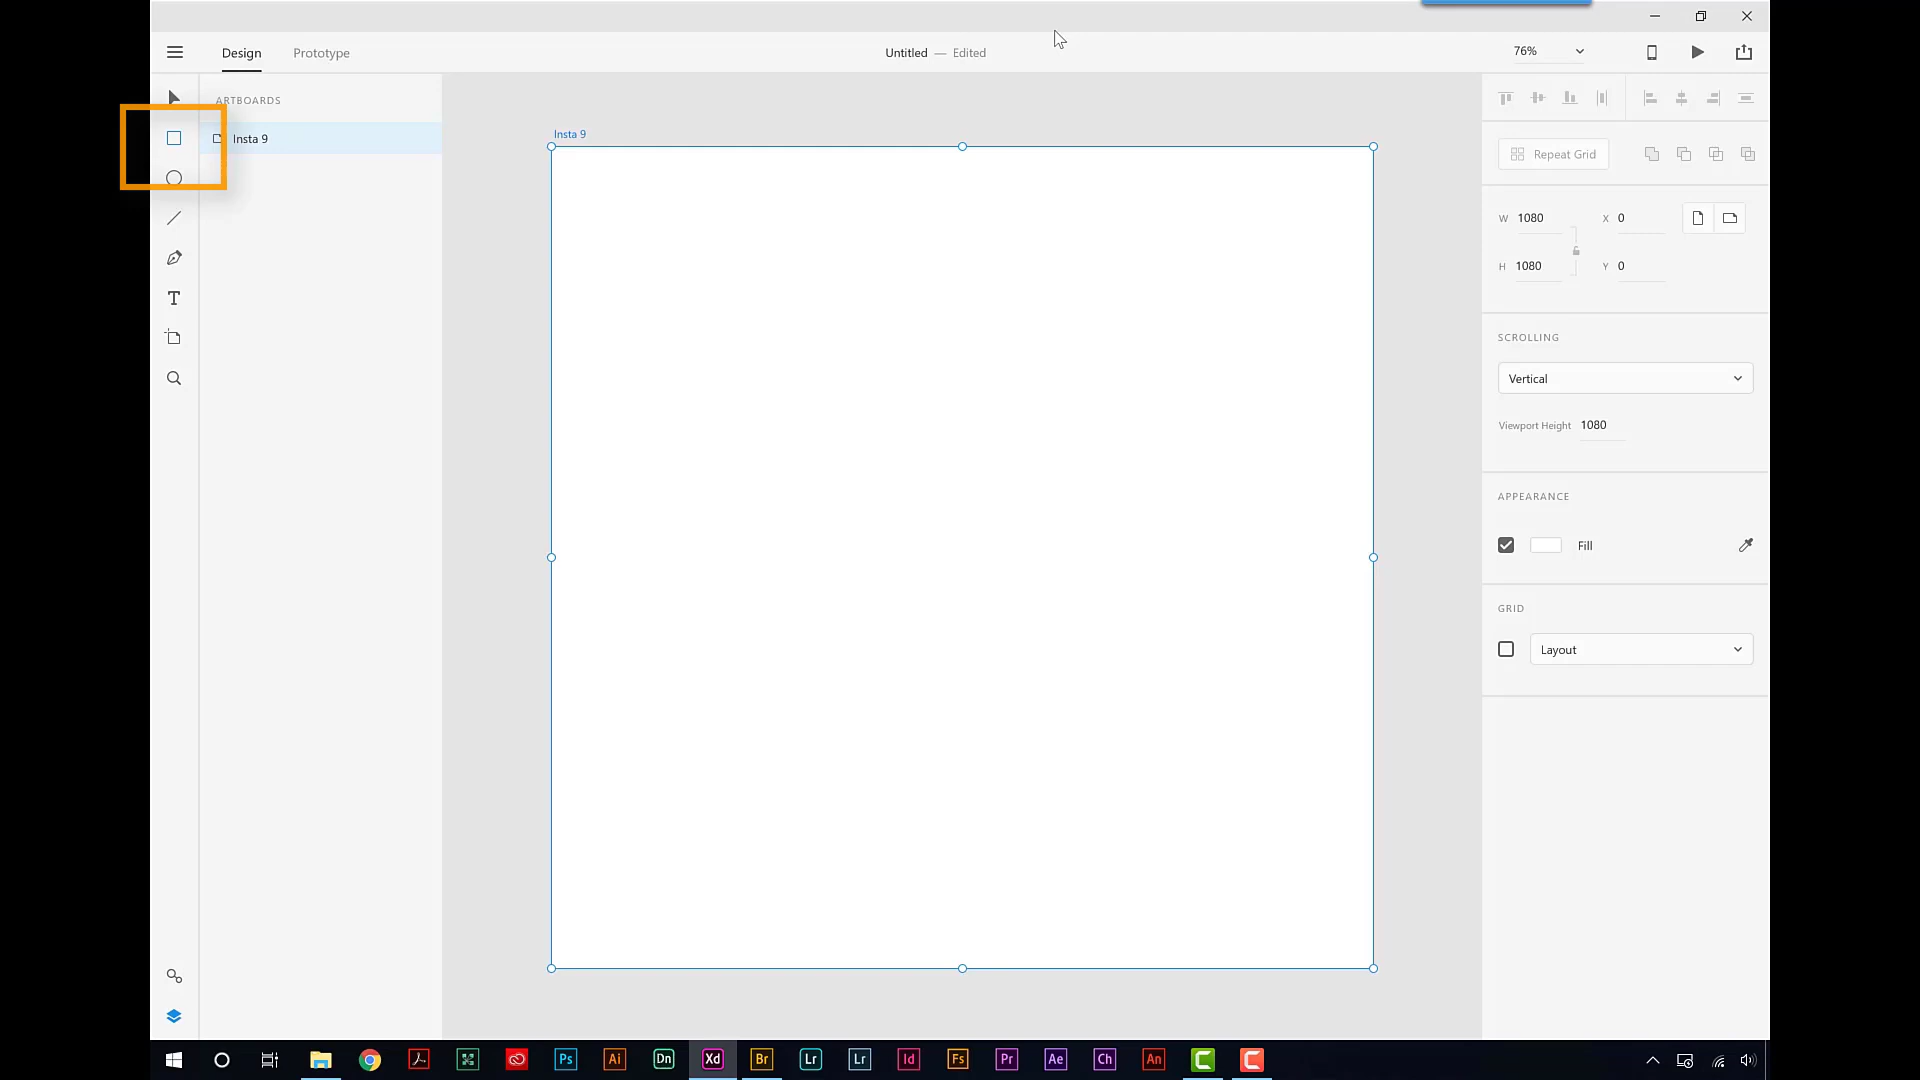 Design Prototype Untitled — Edited 76%
ARTBOARDS
Insta 9
Insta 9
Repeat Grid
W 1080 X 0
H 1080 Y 0
SCROLLING
Vertical
Viewport Height 1080
APPEARANCE
Fill
GRID
Layout
Ps Ai Dn Xd Br Lr Lr Id Fs Pr Ae Ch An